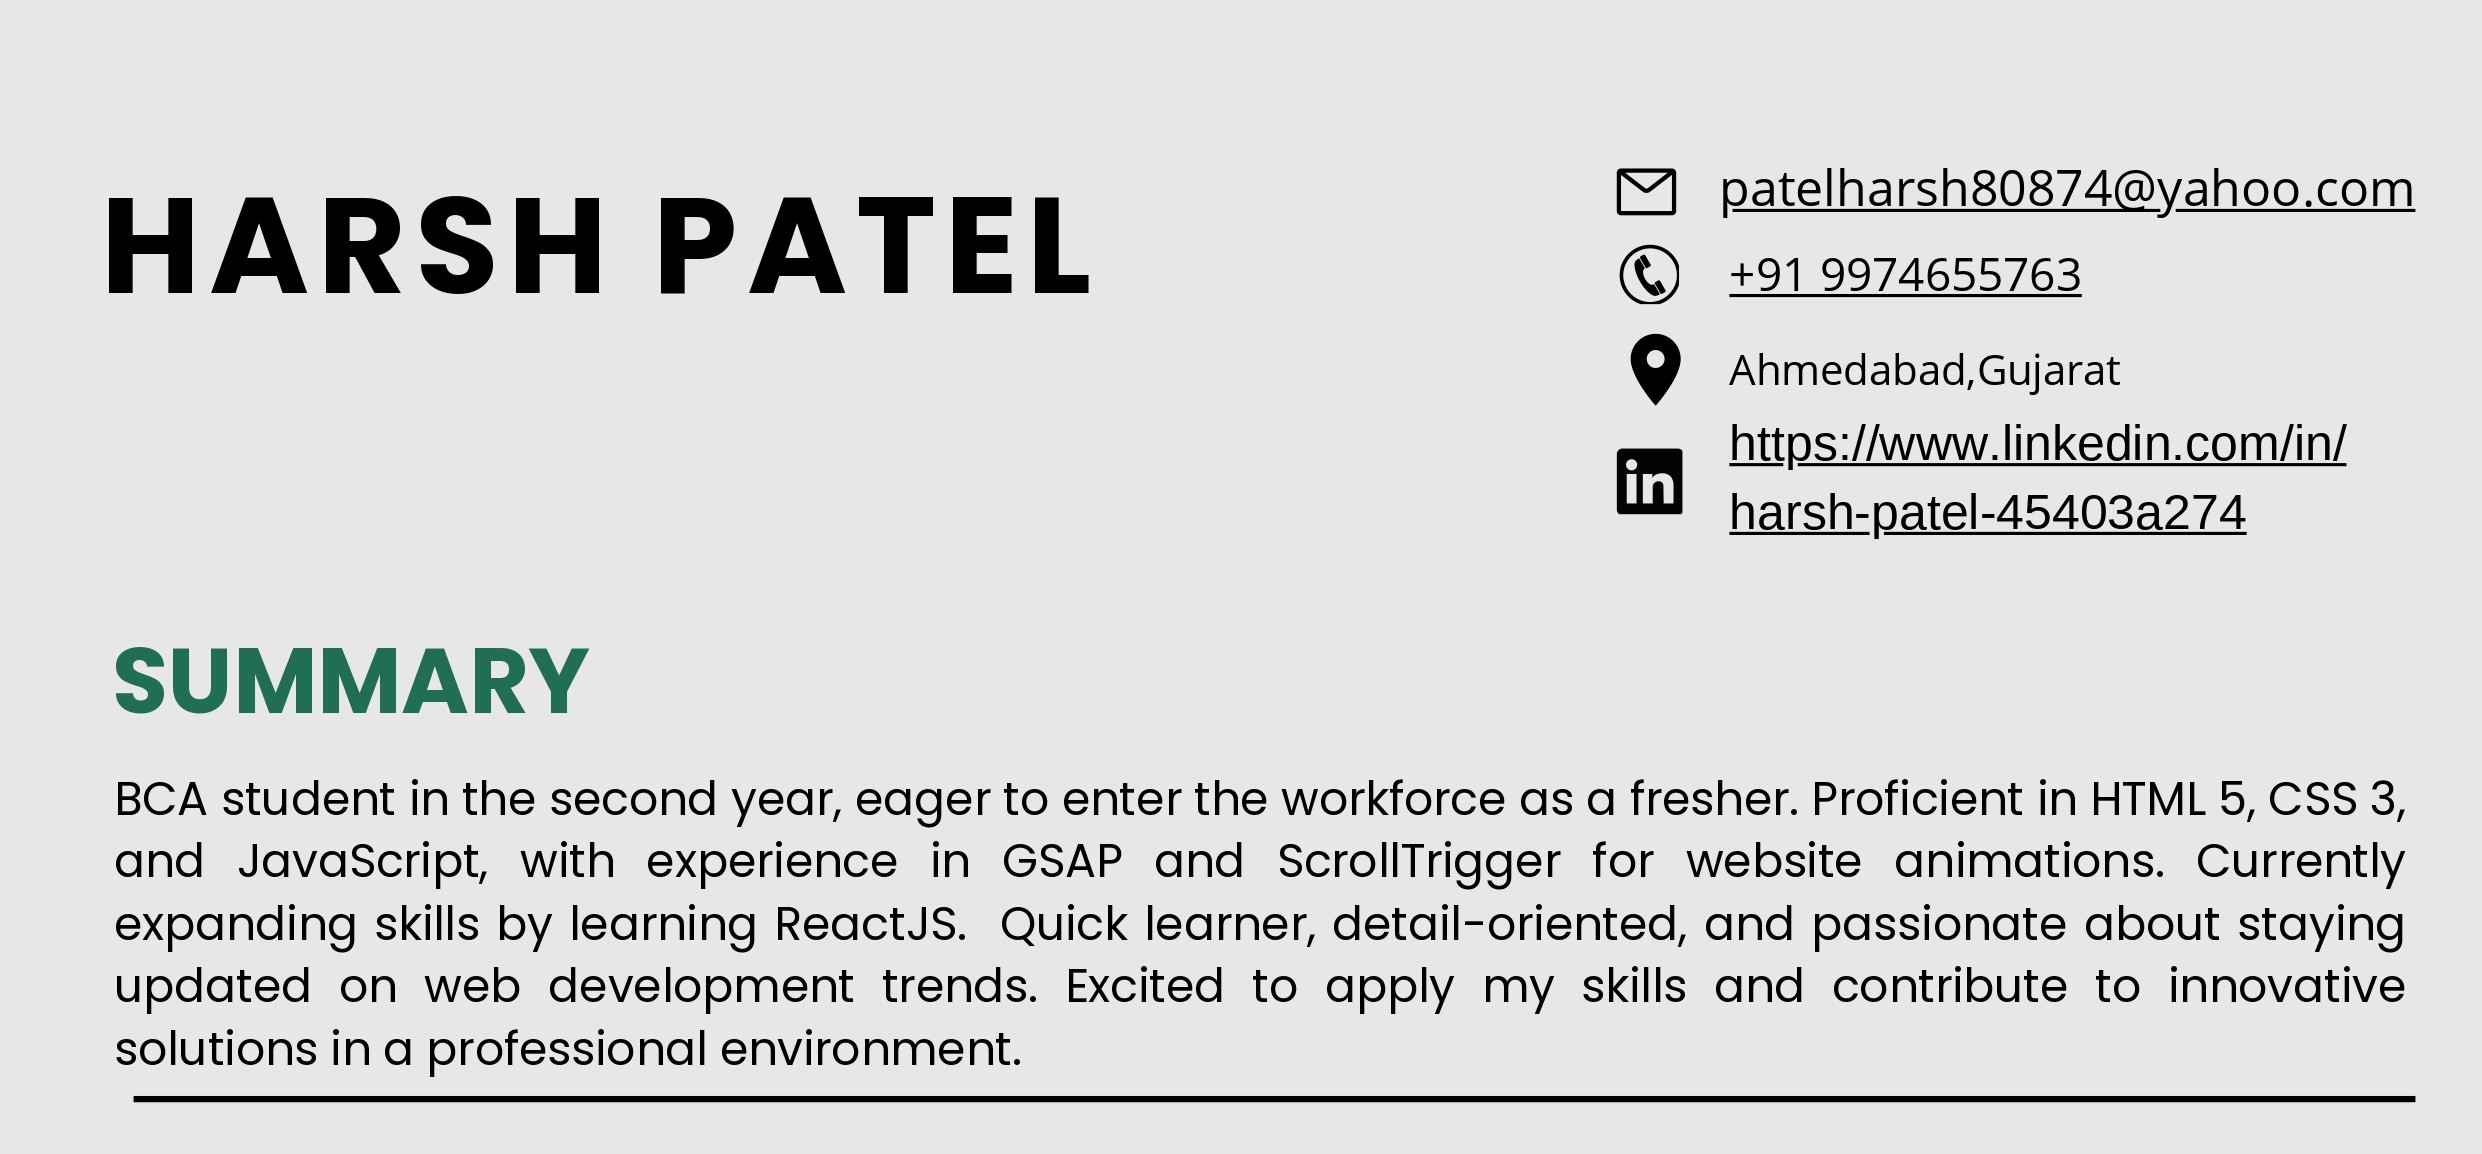 HARSH PATEL
patelharsh80874@yahoo.com
+91 9974655763
Ahmedabad,Gujarat
https://www.linkedin.com/in/
harsh-patel-45403a274
SUMMARY
BCA student in the second year, eager to enter the workforce as a fresher. Proficient in HTML 5, CSS 3,
and JavaScript, with experience in GSAP and ScrollTrigger for website animations. Currently
expanding skills by learning ReactJS. Quick learner, detail-oriented, and passionate about staying
updated on web development trends. Excited to apply my skills and contribute to innovative
solutions in a professional environment.